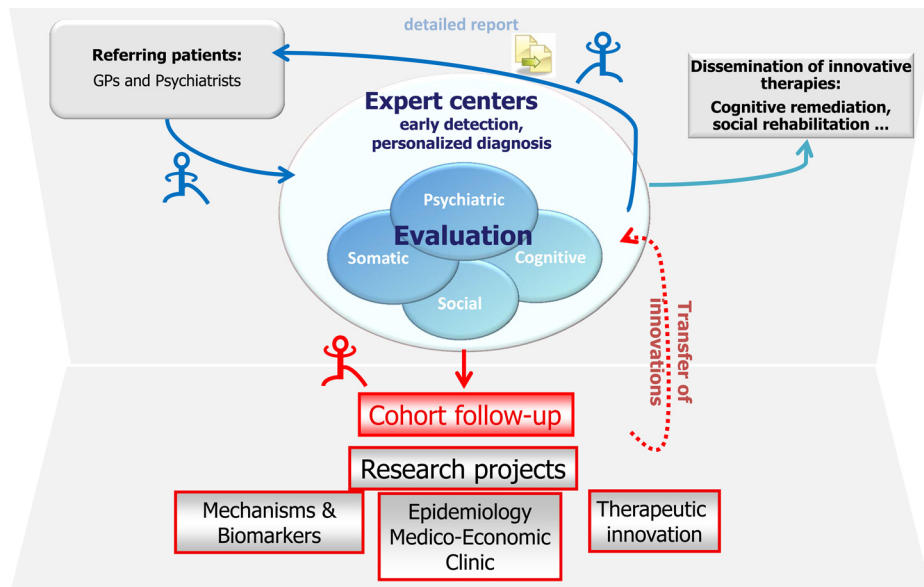 detailed report
Referring patients:
GPs and Psychiatrists
Dissemination of innovative
therapies:
Cognitive remediation,
social rehabilitation ...
Expert centers
early detection,
personalized diagnosis
Psychiatric
Evaluation
Somatic
Cognitive
Social
Transfer of
innovations
Cohort follow-up
Research projects
Mechanisms &
Biomarkers
Epidemiology
Medico-Economic
Clinic
Therapeutic
innovation